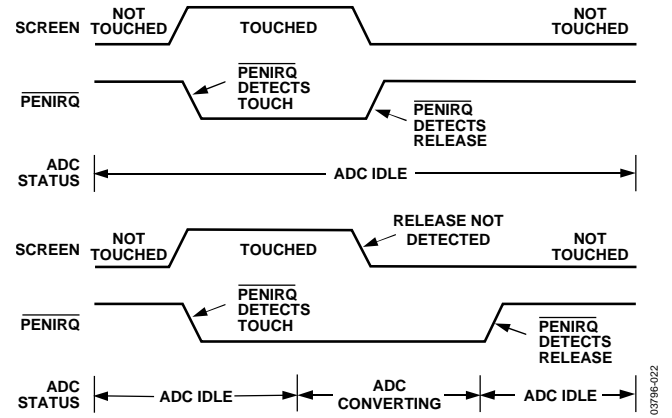 SCREEN
NOT
TOUCHED
TOUCHED
NOT
TOUCHED
PENIRQ
PENIRQ
DETECTS
TOUCH
PENIRQ
DETECTS
RELEASE
ADC
STATUS
ADC IDLE
SCREEN
NOT
TOUCHED
TOUCHED
RELEASE NOT
DETECTED
NOT
TOUCHED
PENIRQ
PENIRQ
DETECTS
TOUCH
PENIRQ
DETECTS
RELEASE
ADC
STATUS
ADC IDLE
ADC
CONVERTING
ADC IDLE
03796-022